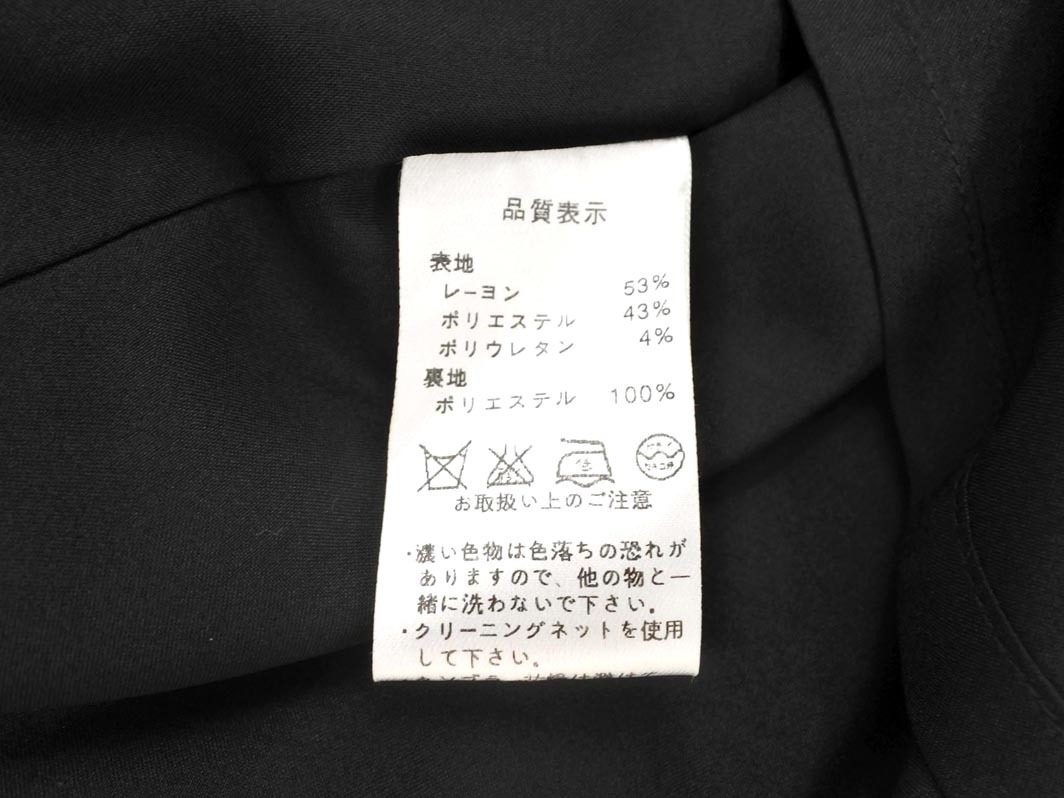 品質表示
表地
レーヨン 53%
ポリエステル 43%
ポリウレタン 4%
裏地
ポリエステル 100%
お取扱い上のご注意
・濃い色物は色落ちの恐れが
ありますので、他の物と一
緒に洗わないで下さい。
・クリーニングネットを使用
して下さい。